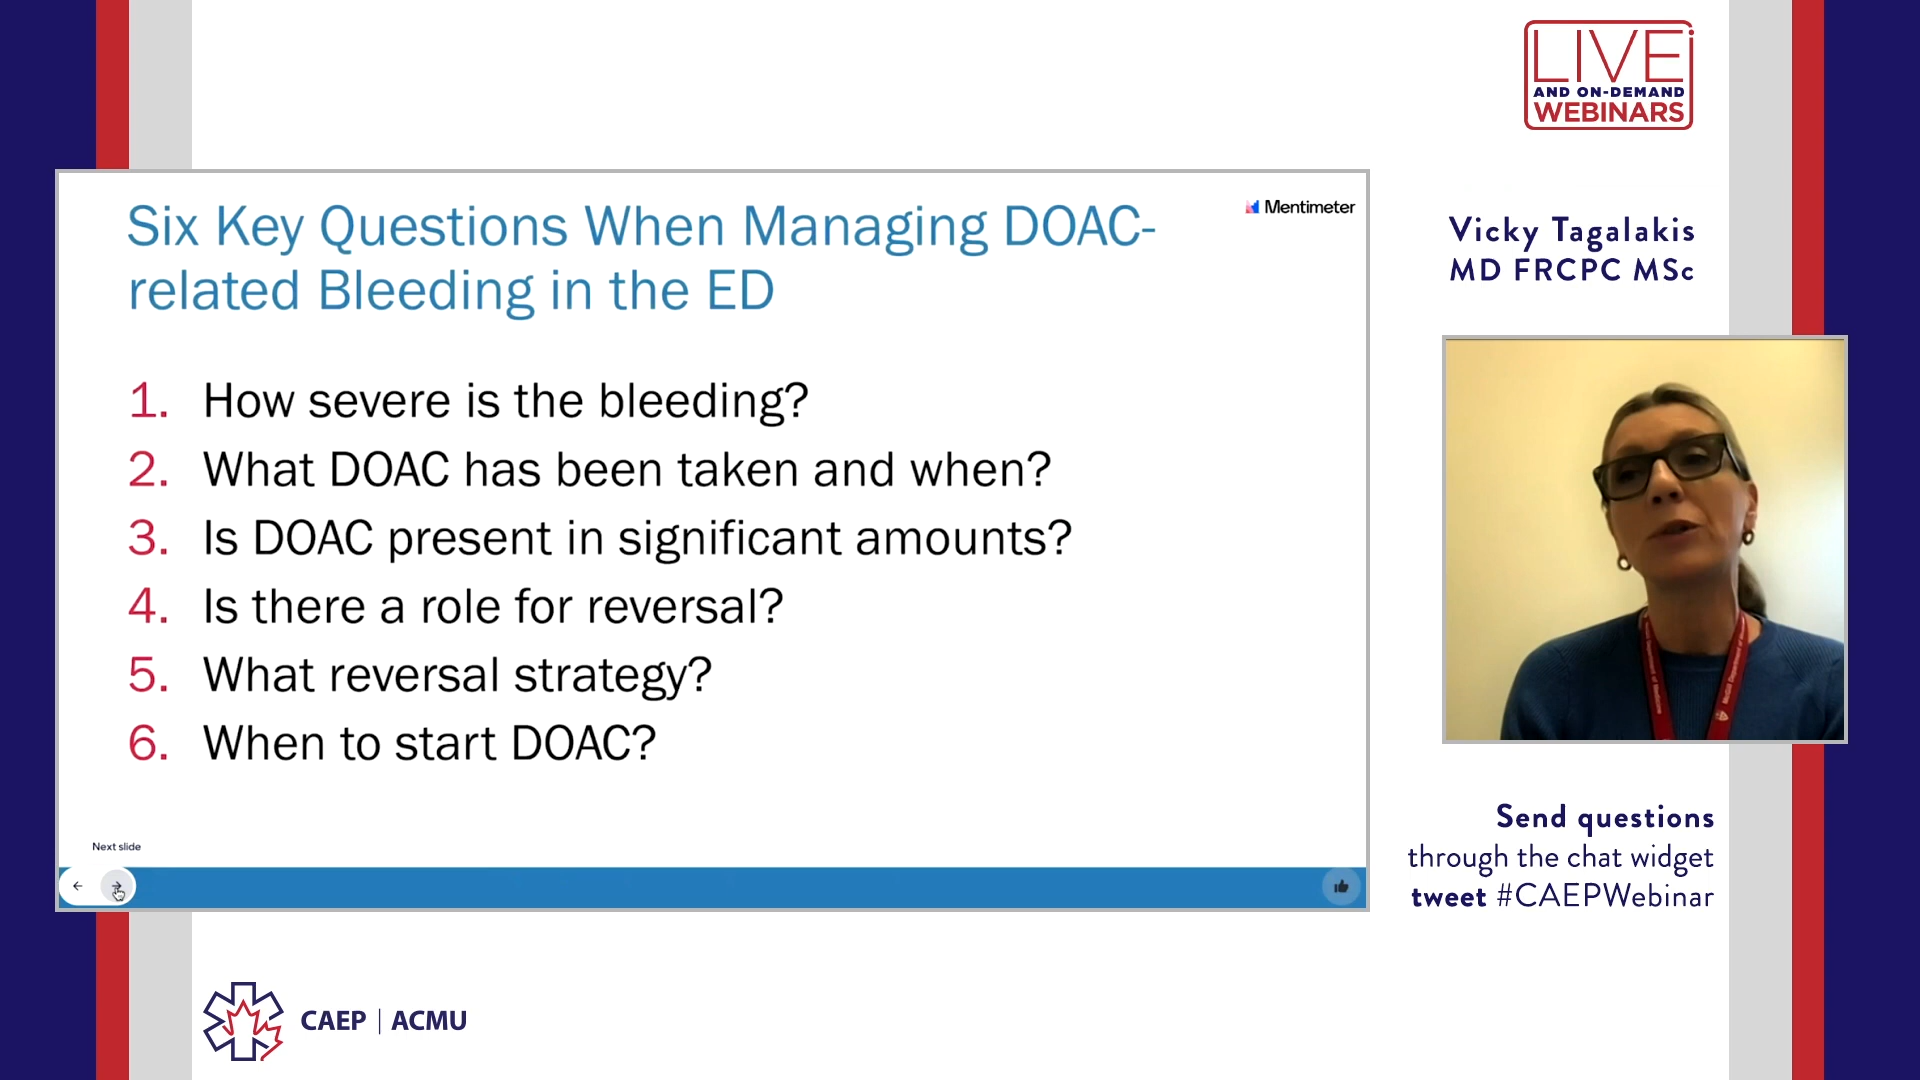 LIVE
AND ON-DEMAND
WEBINARS
Six Key Questions When Managing DOAC-
related Bleeding in the ED
Mentimeter
1. How severe is the bleeding?
2. What DOAC has been taken and when?
3. Is DOAC present in significant amounts?
4. Is there a role for reversal?
5. What reversal strategy?
6. When to start DOAC?
Next slide
Vicky Tagalakis
MD FRCPC MSc
Send questions
through the chat widget
tweet #CAEPWebinar
CAEP | ACMU